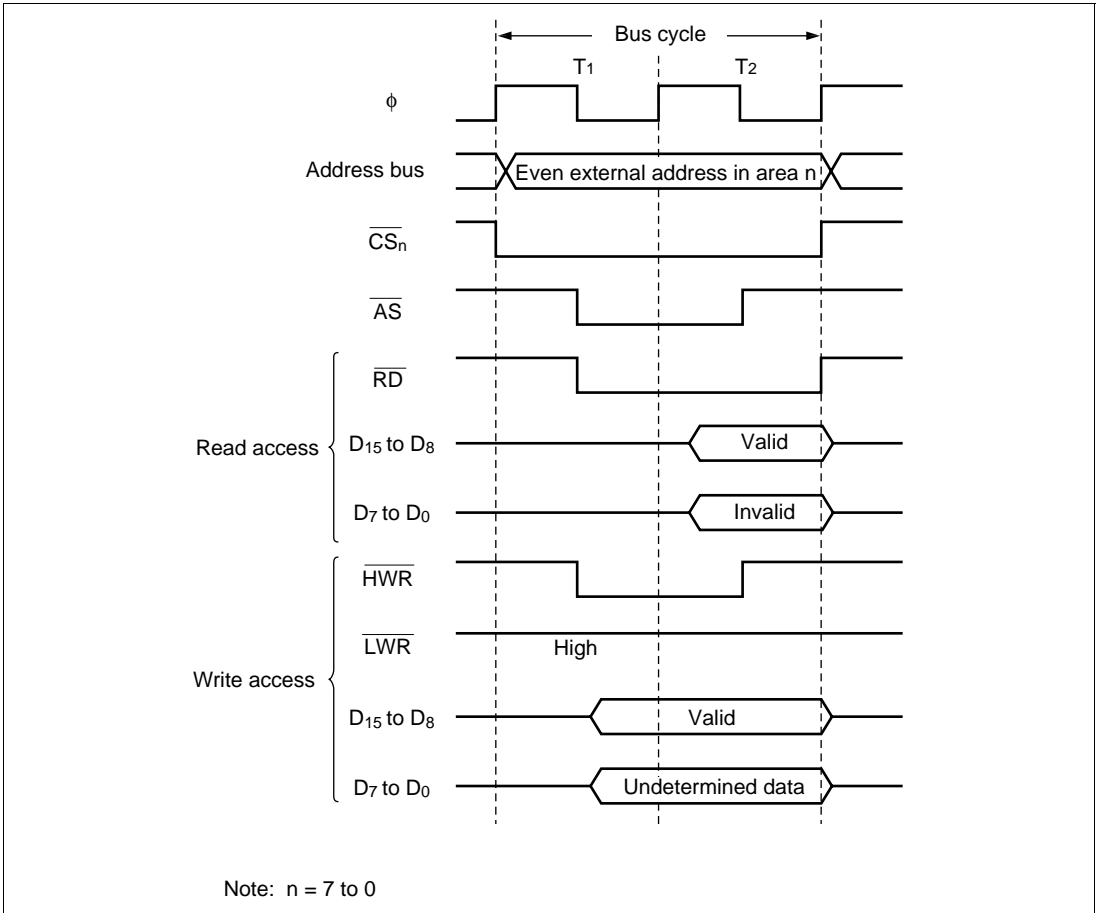 Bus cycle
T1 T2
ϕ
Address bus Even external address in area n
CSn
AS
RD
Read access
D15 to D8 Valid
D7 to D0 Invalid
HWR
LWR High
Write access
D15 to D8 Valid
D7 to D0 Undetermined data
Note: n = 7 to 0